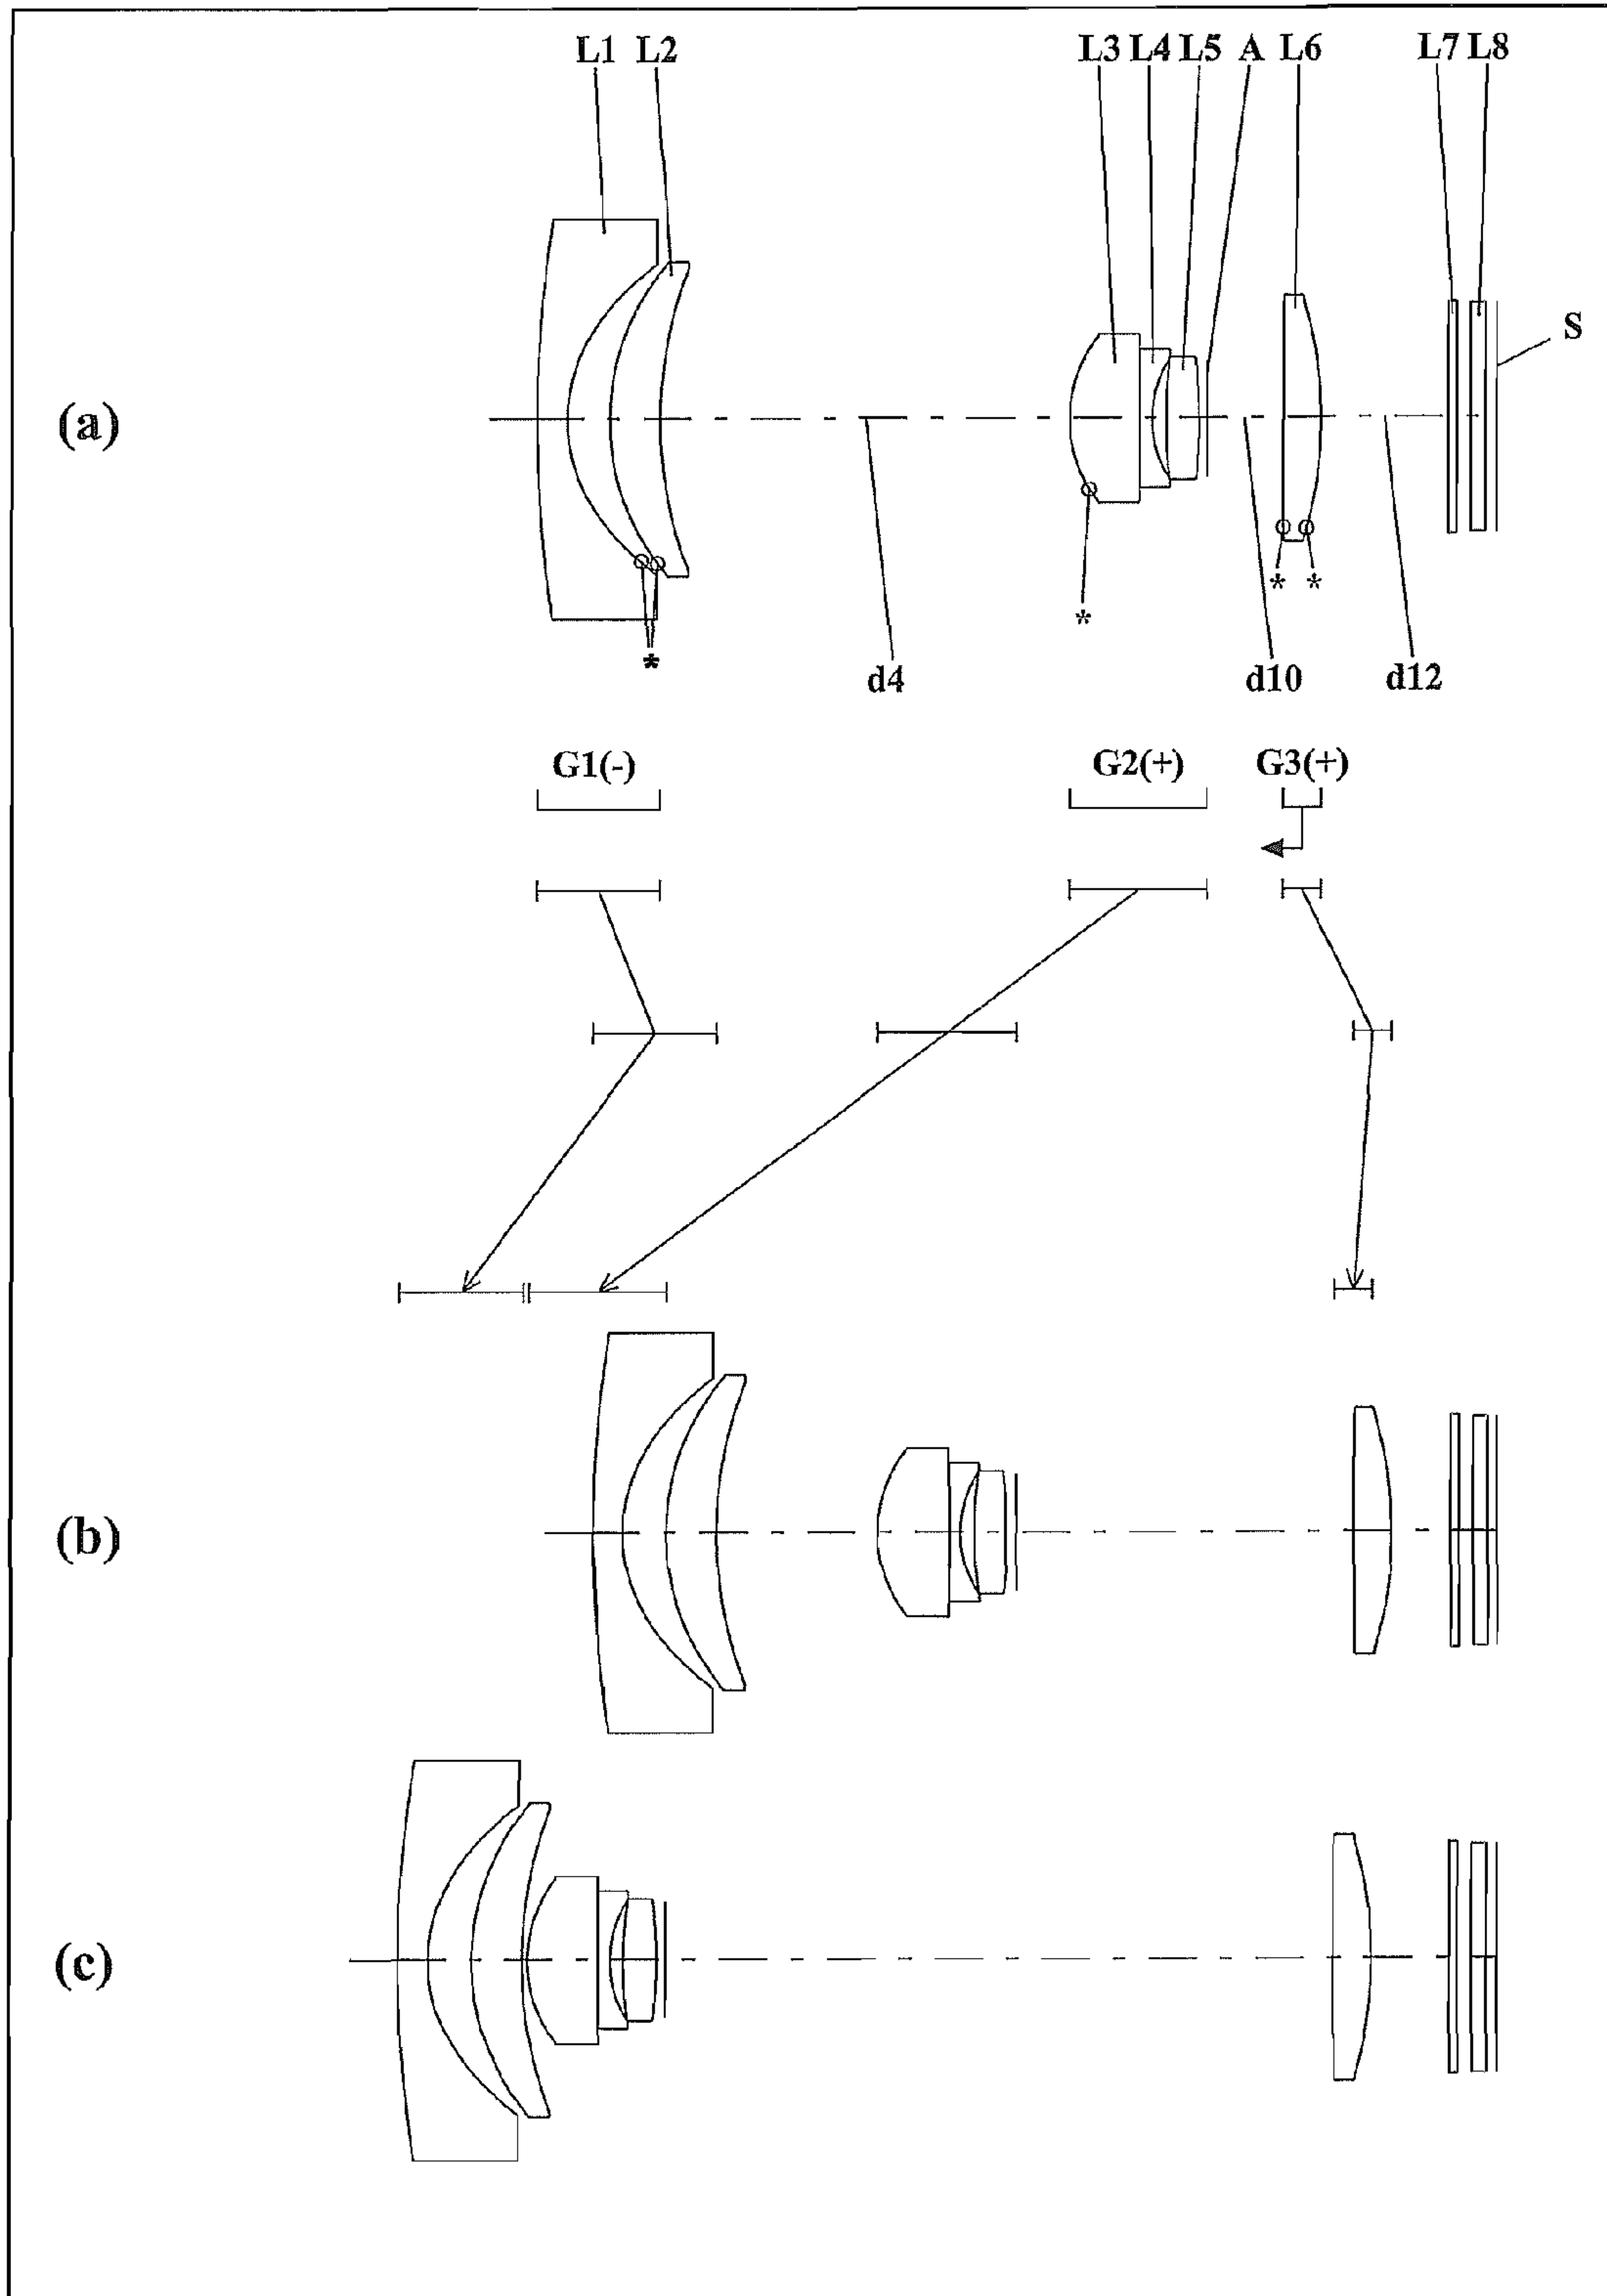 L1 L2 L3 L4 L5 A L6 L7 L8
S
(a)
* *
*
*
d4 d10 d12
G1(-) G2(+) G3(+)
(b)
(c)